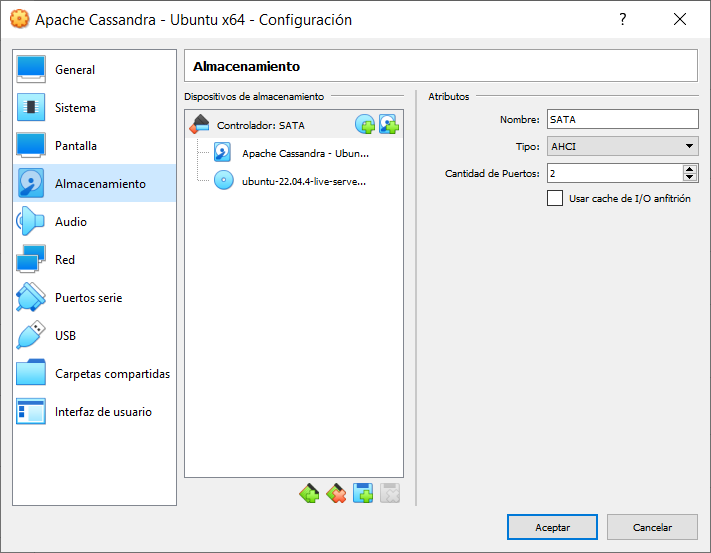 Apache Cassandra - Ubuntu x64 - Configuración
?
General
Sistema
Pantalla
Almacenamiento
Audio
Red
Puertos serie
USB
Carpetas compartidas
Interfaz de usuario
Almacenamiento
Dispositivos de almacenamiento
Controlador: SATA
Apache Cassandra - Ubun...
ubuntu-22.04.4-live-serve...
Atributos
Nombre: SATA
Tipo: AHCI
Cantidad de Puertos: 2
Usar cache de I/O anfitrión
Aceptar
Cancelar